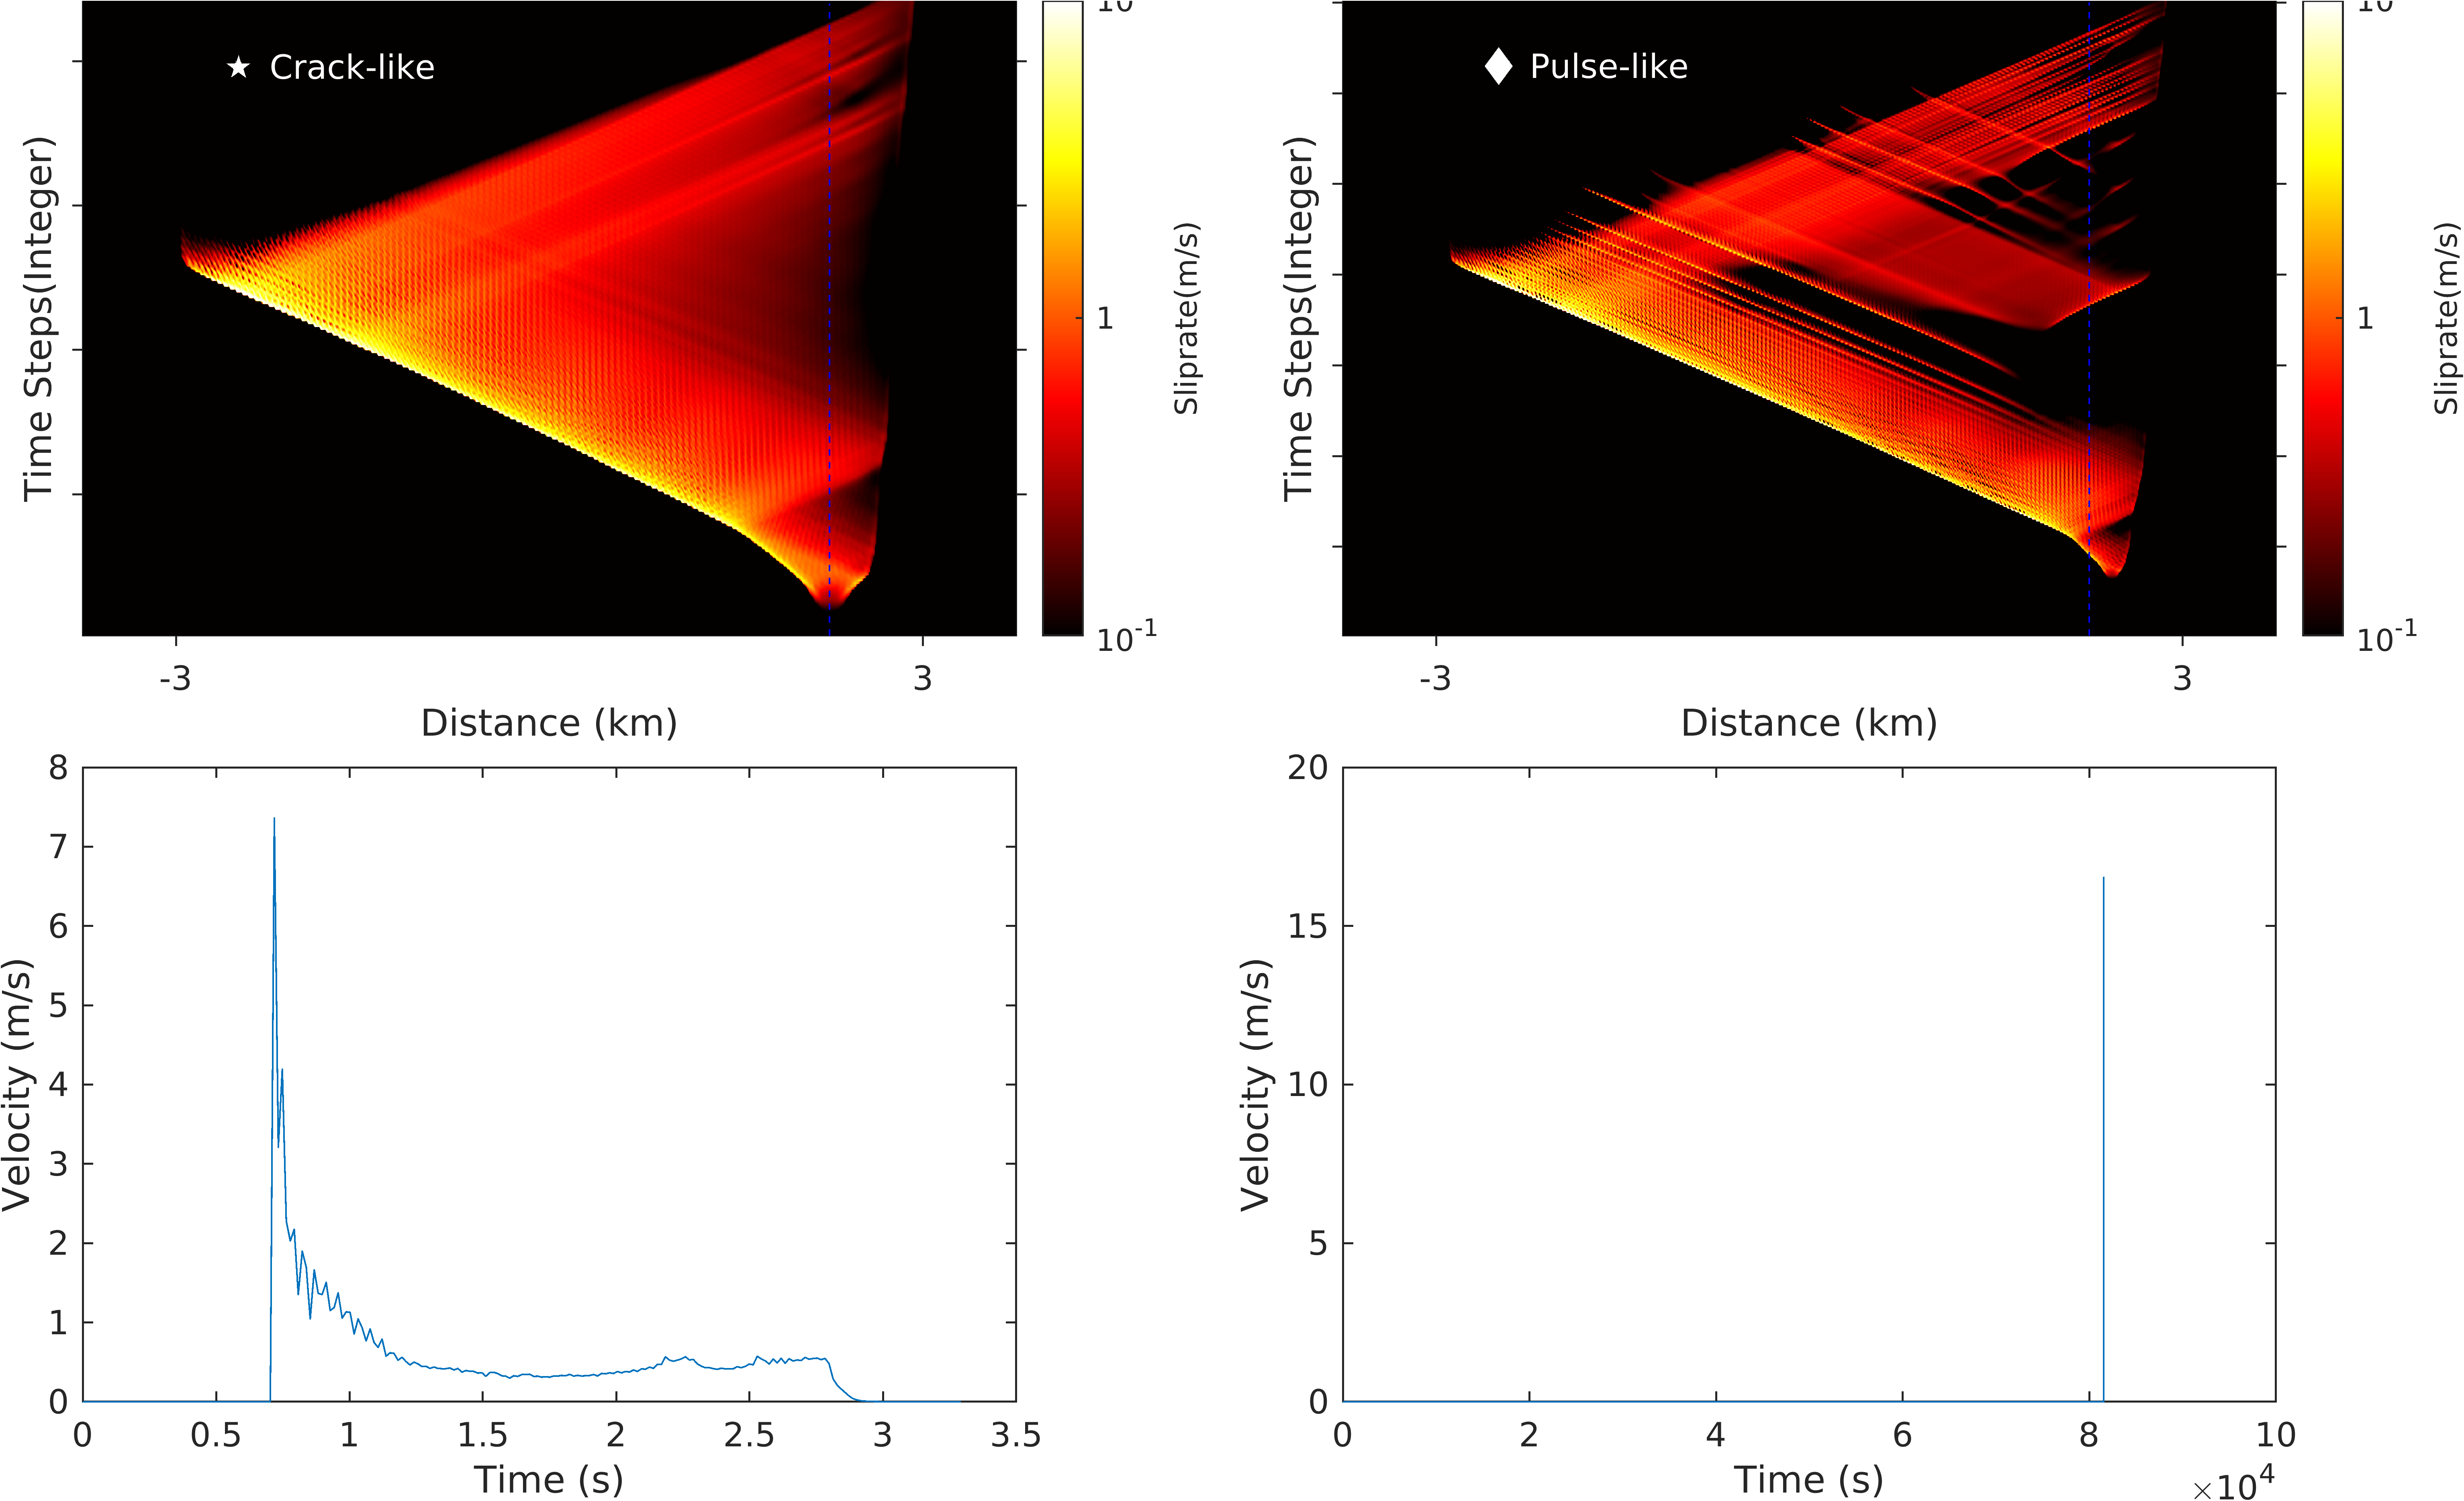 ★ Crack-like
Time Steps(Integer)
-3 3
Distance (km)
1
10-1
Sliprate(m/s)
♦ Pulse-like
Time Steps(Integer)
-3 3
Distance (km)
1
10-1
Sliprate(m/s)
8
7
6
5
4
3
2
1
0
Velocity (m/s)
0 0.5 1 1.5 2 2.5 3 3.5
Time (s)
20
15
10
5
0
Velocity (m/s)
0 2 4 6 8 10
Time (s)
×104